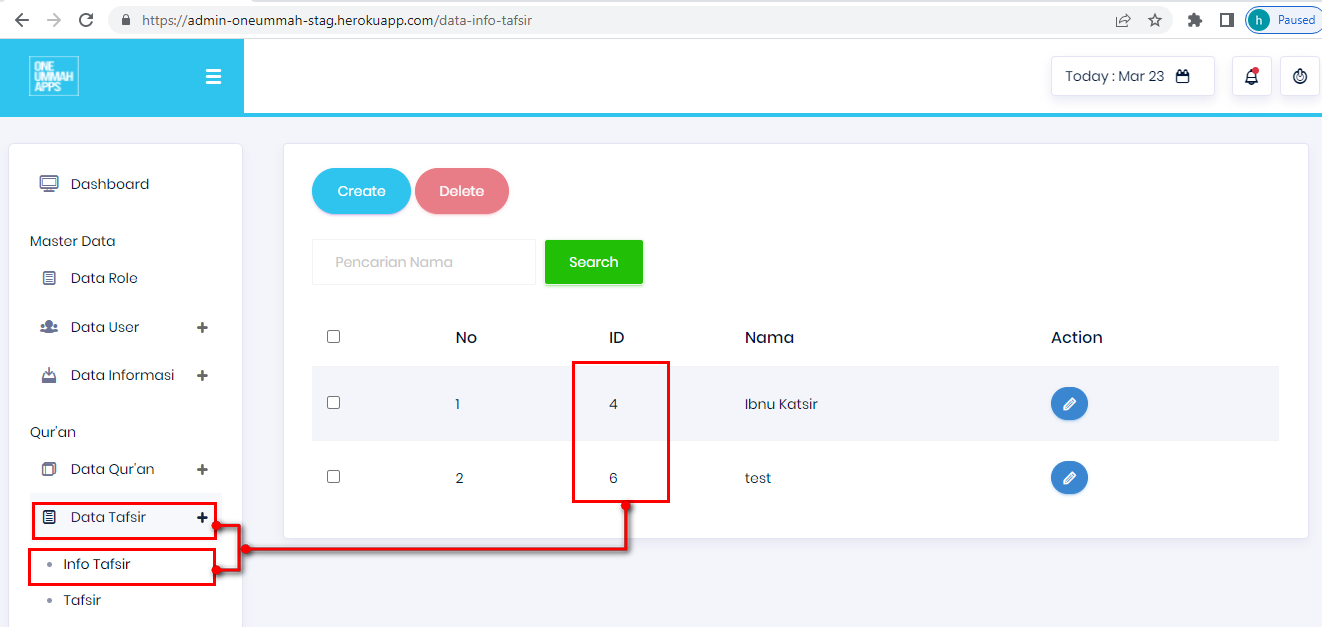 https://admin-oneummah-stag.herokuapp.com/data-info-tafsir
h Paused
ONE
UMMAH
APPS
Today : Mar 23
Dashboard
Master Data
Data Role
Data User +
Data Informasi +
Qur'an
Data Qur'an +
Data Tafsir +
Info Tafsir
Tafsir
Create Delete
Pencarian Nama Search
No ID Nama Action
1 4 Ibnu Katsir
2 6 test